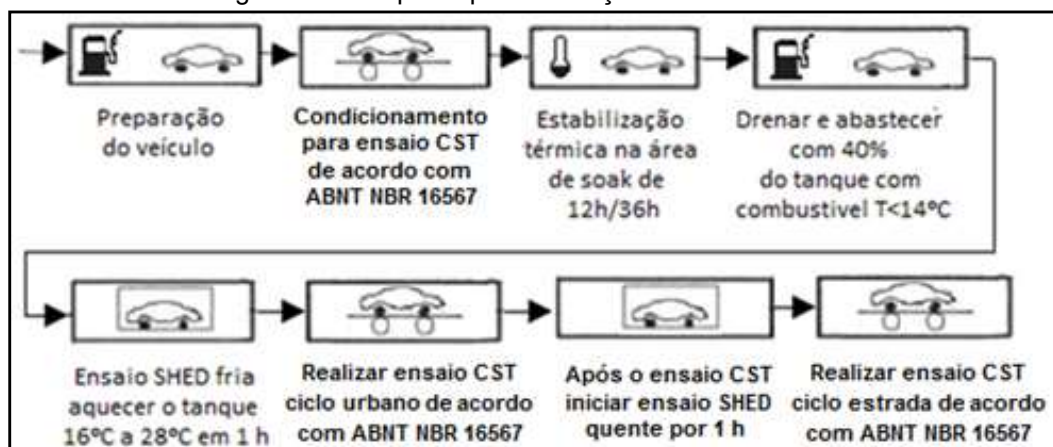 Preparação
do veículo
Condicionamento
para ensaio CST
de acordo com
ABNT NBR 16567
Estabilização
térmica na área
de soak de
12h/36h
Drenar e abastecer
com 40%
do tanque com
combustivel T<14ºC
Ensaio SHED fria
aquecer o tanque
16ºC a 28ºC em 1 h
Realizar ensaio CST
ciclo urbano de acordo
com ABNT NBR 16567
Após o ensaio CST
iniciar ensaio SHED
quente por 1 h
Realizar ensaio CST
ciclo estrada de acordo
com ABNT NBR 16567